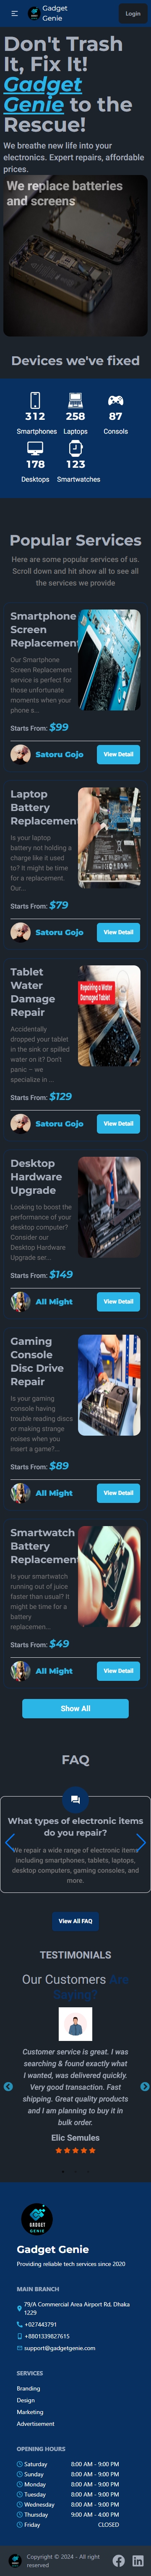 Gadget
Genie
Login
Don't Trash
It, Fix It!
Gadget
Genie to the
Rescue!
We breathe new life into your
electronics. Expert repairs, affordable
prices.
We replace batteries
and screens
Devices we've fixed
312
258
87
Smartphones
Laptops
Consols
178
123
Desktops
Smartwatches
Popular Services
Here are some popular services of us.
Scroll down and hit show all to see all
the services we provide
Smartphone
Screen
Replacement
Our Smartphone
Screen Replacement
service is perfect for
those unfortunate
moments when your
phone s...
Starts From: $99
Satoru Gojo
View Detail
Laptop
Battery
Replacement
Is your laptop
battery not holding a
charge like it used
to? It might be time
for a replacement.
Our...
Starts From: $79
Satoru Gojo
View Detail
Tablet
Water
Damage
Repair
Repairing a Water
Damaged Tablet
Accidentally
dropped your tablet
in the sink or spilled
water on it? Don't
panic – we
specialize in ...
Starts From: $129
Satoru Gojo
View Detail
Desktop
Hardware
Upgrade
Looking to boost the
performance of your
desktop computer?
Consider our
Desktop Hardware
Upgrade ser...
Starts From: $149
All Might
View Detail
Gaming
Console
Disc Drive
Repair
Is your gaming
console having
trouble reading discs
or making strange
noises when you
insert a game?...
Starts From: $89
All Might
View Detail
Smartwatch
Battery
Replacement
Is your smartwatch
running out of juice
faster than usual? It
might be time for a
battery
replacemen...
Starts From: $49
All Might
View Detail
Show All
FAQ
What types of electronic items
do you repair?
We repair a wide range of electronic items
including smartphones, tablets, laptops,
desktop computers, gaming consoles, and
more.
View All FAQ
TESTIMONIALS
Our Customers Are
Saying?
Customer service is great. I was
searching & found exactly what
I wanted, was delivered quickly.
Very good transaction. Fast
shipping. Great quality products
and I am planning to buy it in
bulk order.
Elic Semules
GADGET
GENIE
Gadget Genie
Providing reliable tech services since 2020
MAIN BRANCH
79/A Commercial Area Airport Rd, Dhaka
1229
+027443791
+8801339827615
support@gadgetgenie.com
SERVICES
Branding
Design
Marketing
Advertisement
OPENING HOURS
Saturday 8:00 AM - 9:00 PM
Sunday 8:00 AM - 9:00 PM
Monday 8:00 AM - 9:00 PM
Tuesday 8:00 AM - 9:00 PM
Wednesday 8:00 AM - 9:00 PM
Thursday 9:00 AM - 4:00 PM
Friday CLOSED
Copyright © 2024 - All right
reserved